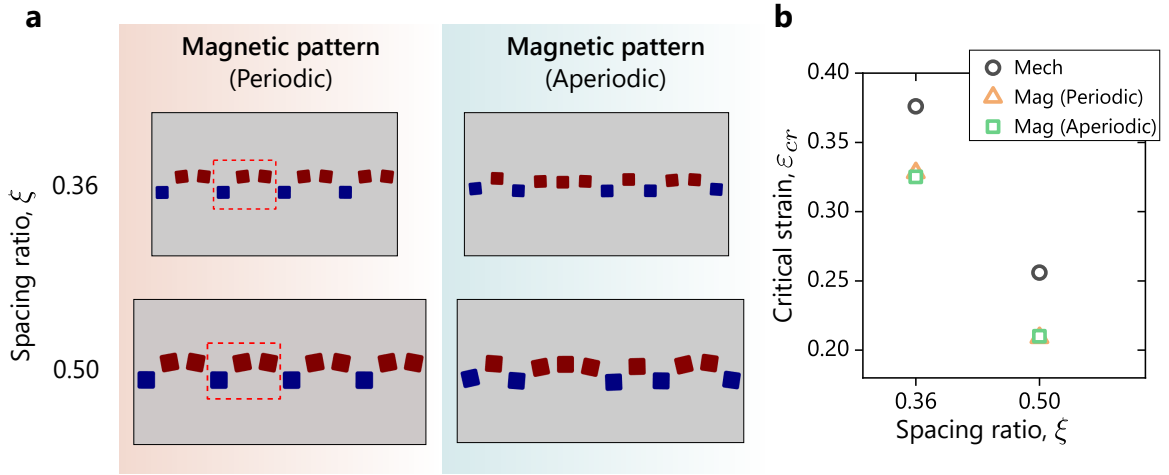 a
Magnetic pattern
(Periodic)
Magnetic pattern
(Aperiodic)
Spacing ratio, ξ
0.36
0.50
b
Critical strain, εcr
0.40
0.35
0.30
0.25
0.20
Mech
Mag (Periodic)
Mag (Aperiodic)
0.36
0.50
Spacing ratio, ξ